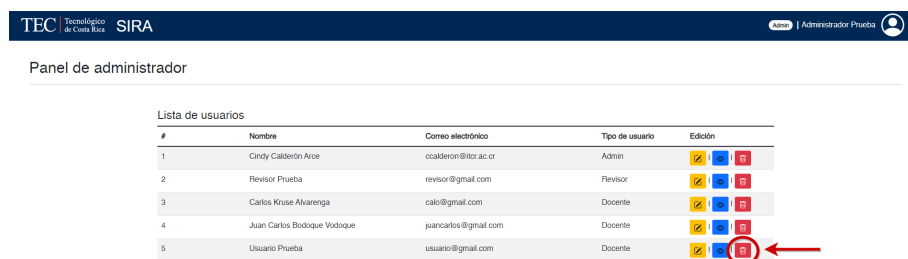 TEC Tecnológico de Costa Rica SIRA Admin | Administrador Prueba
Panel de administrador
Lista de usuarios
# Nombre Correo electrónico Tipo de usuario Edición
1 Cindy Calderón Arce ccalderon@itcr.ac.cr Admin | |
2 Revisor Prueba revisor@gmail.com Revisor | |
3 Carlos Kruse Alvarenga calo@gmail.com Docente | |
4 Juan Carlos Bodoque Vodoque juancarlos@gmail.com Docente | |
5 Usuario Prueba usuario@gmail.com Docente | |